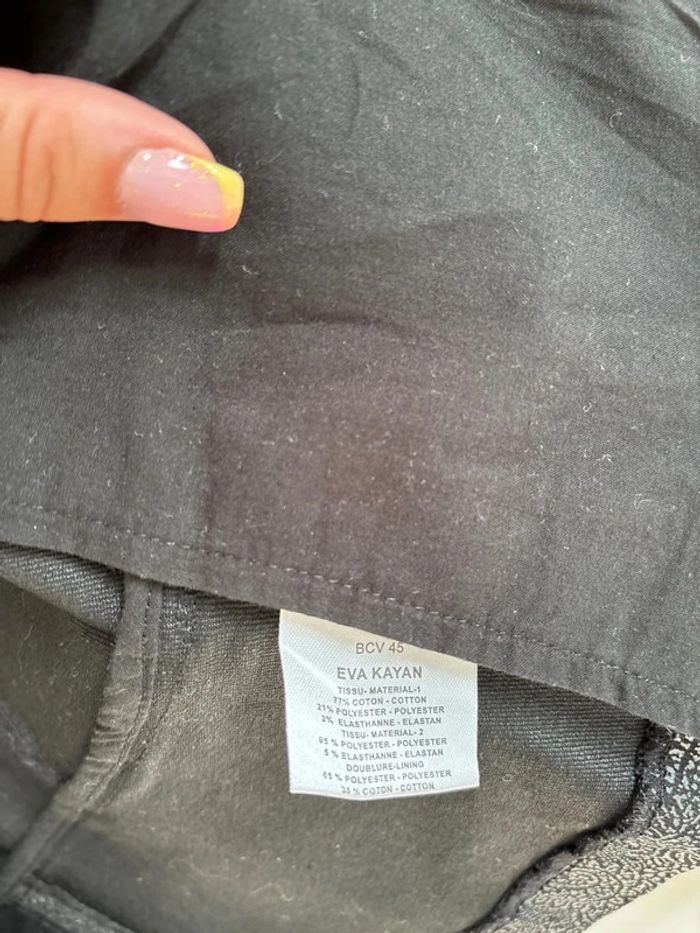 BCV 45
EVA KAYAN
TISSU- MATERIAL-1
77% COTON - COTTON
21% POLYESTER - POLYESTER
2% ELASTHANNE - ELASTAN
TISSU- MATERIAL- 2
95 % POLYESTER - POLYESTER
5 % ELASTHANNE - ELASTAN
DOUBLURE-LINING
65 % POLYESTER - POLYESTER
35 % COTON - COTTON